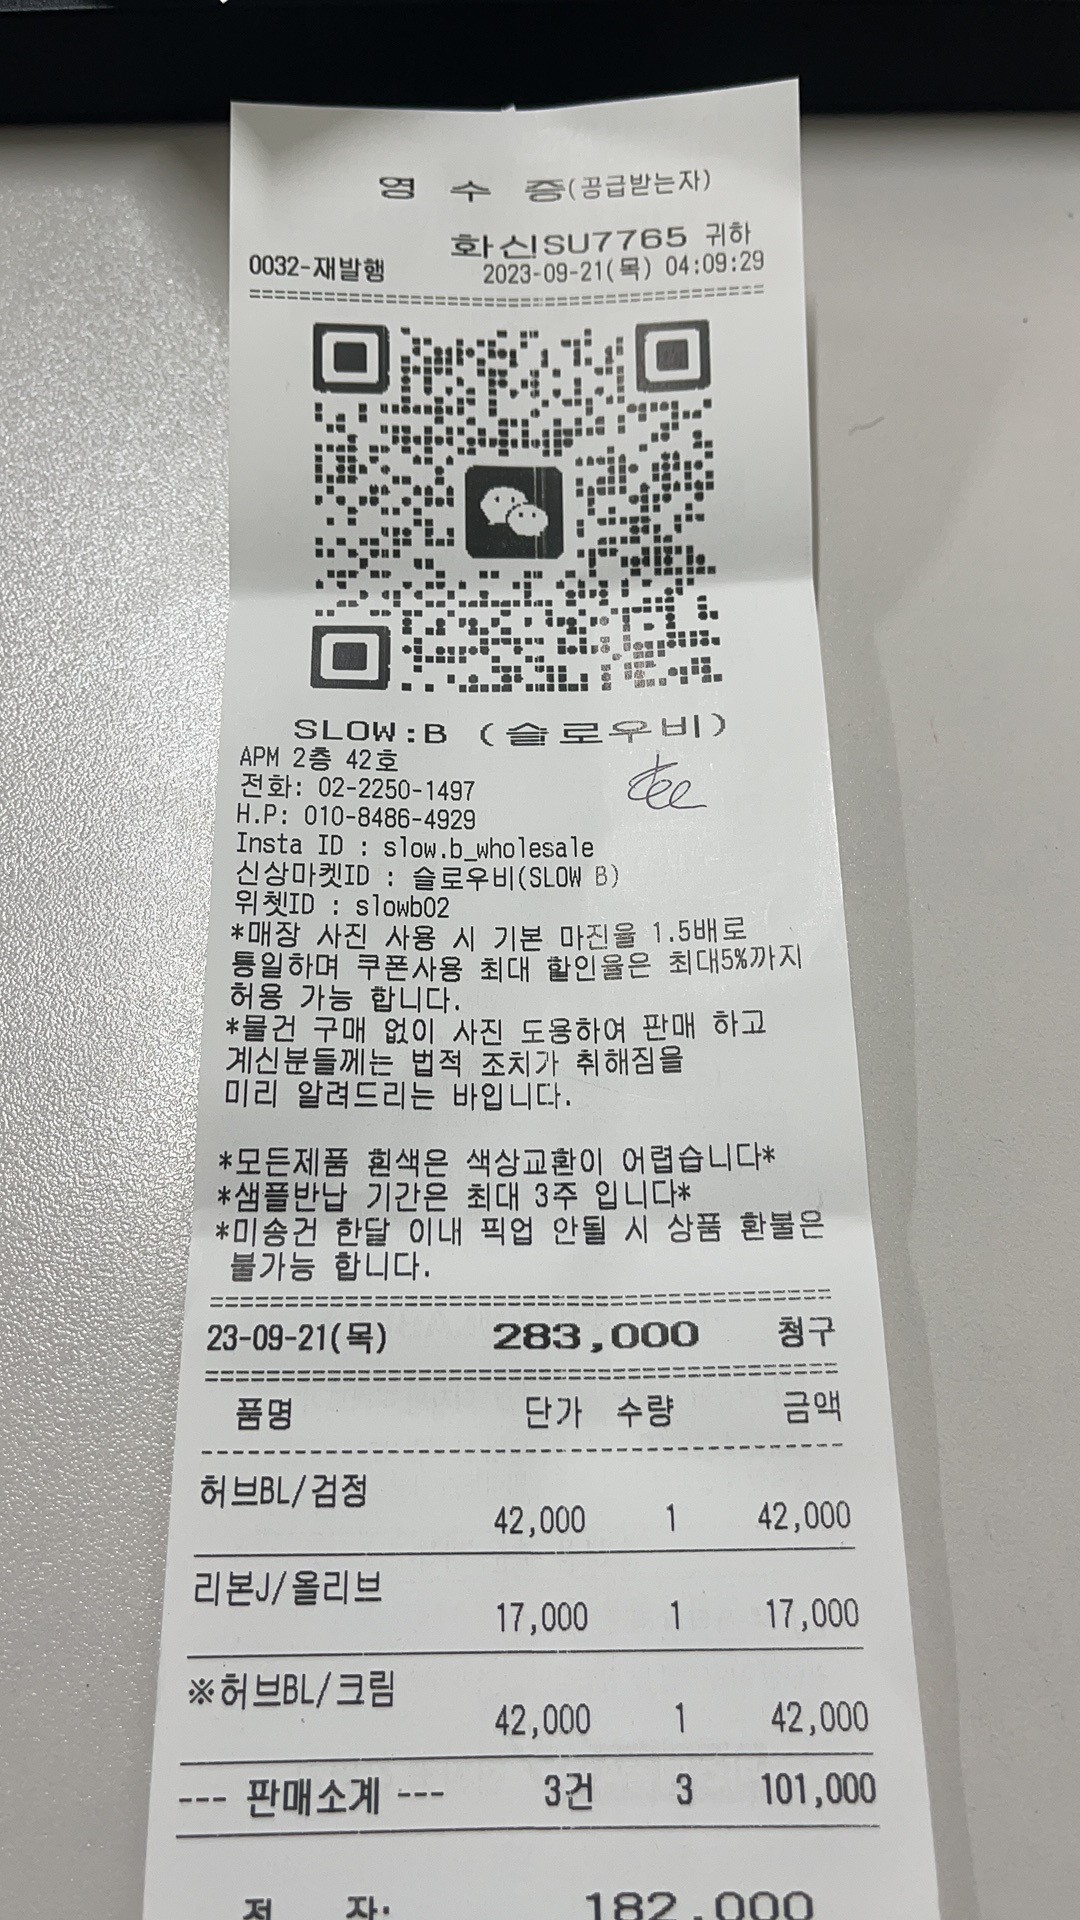 영 수 증(공급받는자)
화신SU7765 귀하
0032-재발행 2023-09-21(목) 04:09:29
SLOW:B (슬로우비)
APM 2층 42호
전화: 02-2250-1497
H.P: 010-8486-4929
Insta ID : slow.b_wholesale
신상마켓ID : 슬로우비(SLOW B)
위쳇ID : slowb02
*매장 사진 사용 시 기본 마진율 1.5배로
통일하며 쿠폰사용 최대 할인율은 최대5%까지
허용 가능 합니다.
*물건 구매 없이 사진 도용하여 판매 하고
계신분들께는 법적 조치가 취해짐을
미리 알려드리는 바입니다.
*모든제품 흰색은 색상교환이 어렵습니다*
*샘플반납 기간은 최대 3주 입니다*
*미송건 한달 이내 픽업 안될 시 상품 환불은
불가능 합니다.
23-09-21(목) 283,000 청구
품명 단가 수량 금액
허브BL/검정
42,000 1 42,000
리본J/올리브
17,000 1 17,000
※허브BL/크림
42,000 1 42,000
--- 판매소계 --- 3건 3 101,000
182,000